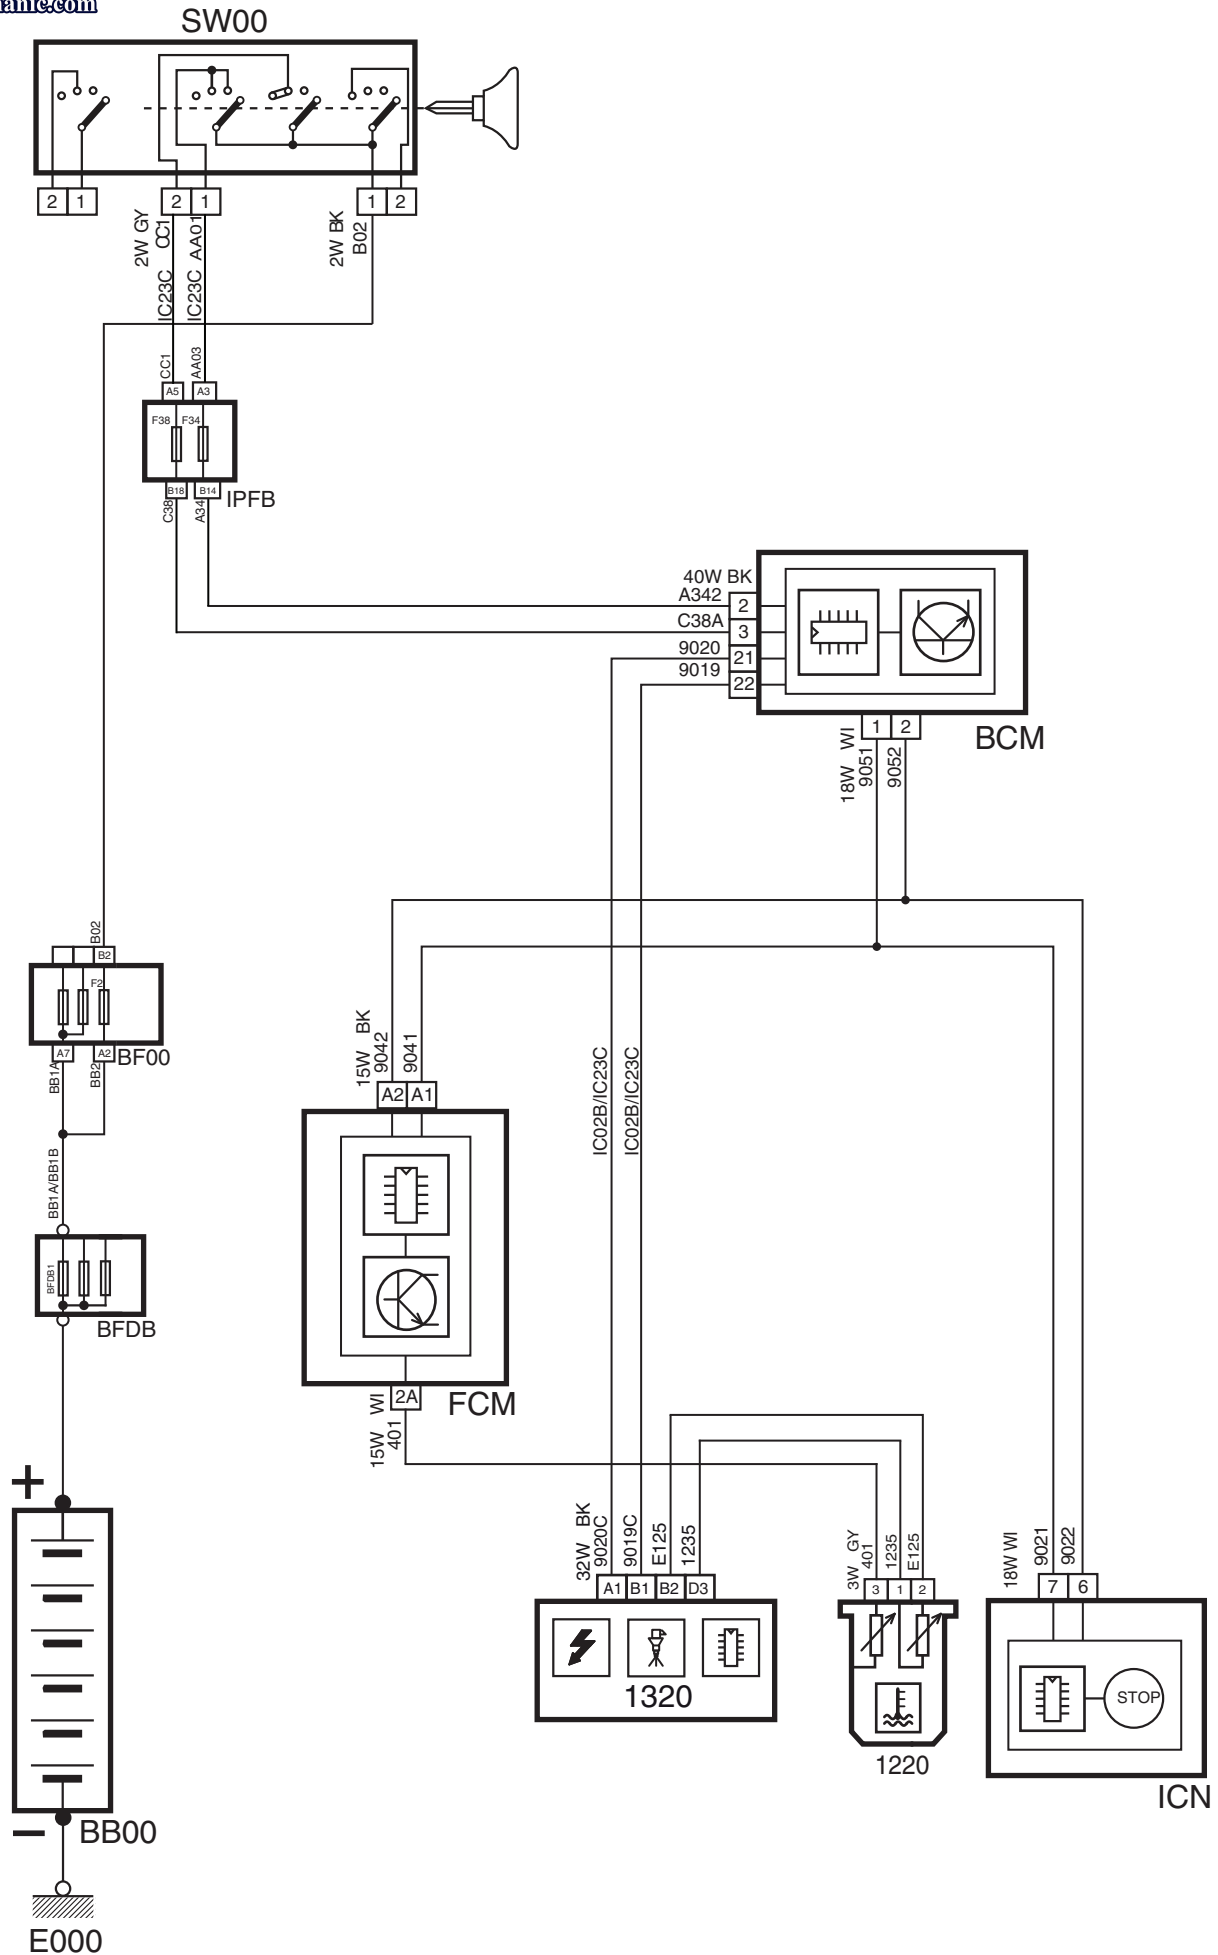 anic.com
SW00
2 1 2 1 1 2
2W GY CC1
IC23C
IC23C AA01
2W BK B02
CC1
AA03
A5 A3
F38 F34
B18 B14
IPFB
C38
A34
40W BK
A342 2
C38A 3
9020 21
9019 22
1 2
BCM
18W WI
9051
9052
B02
B2
F2
A7 A2
BF00
BB1A
BB2
BB1A/BB1B
BFDB1
BFDB
15W BK
9042
9041
A2 A1
IC02B/IC23C
IC02B/IC23C
2A
FCM
15W WI
401
+
BB00
−
E000
32W BK
9020C
9019C
E125
1235
A1 B1 B2 D3
1320
3W GY
401
1235
E125
3 1 2
1220
18W WI
9021
9022
7 6
STOP
ICN